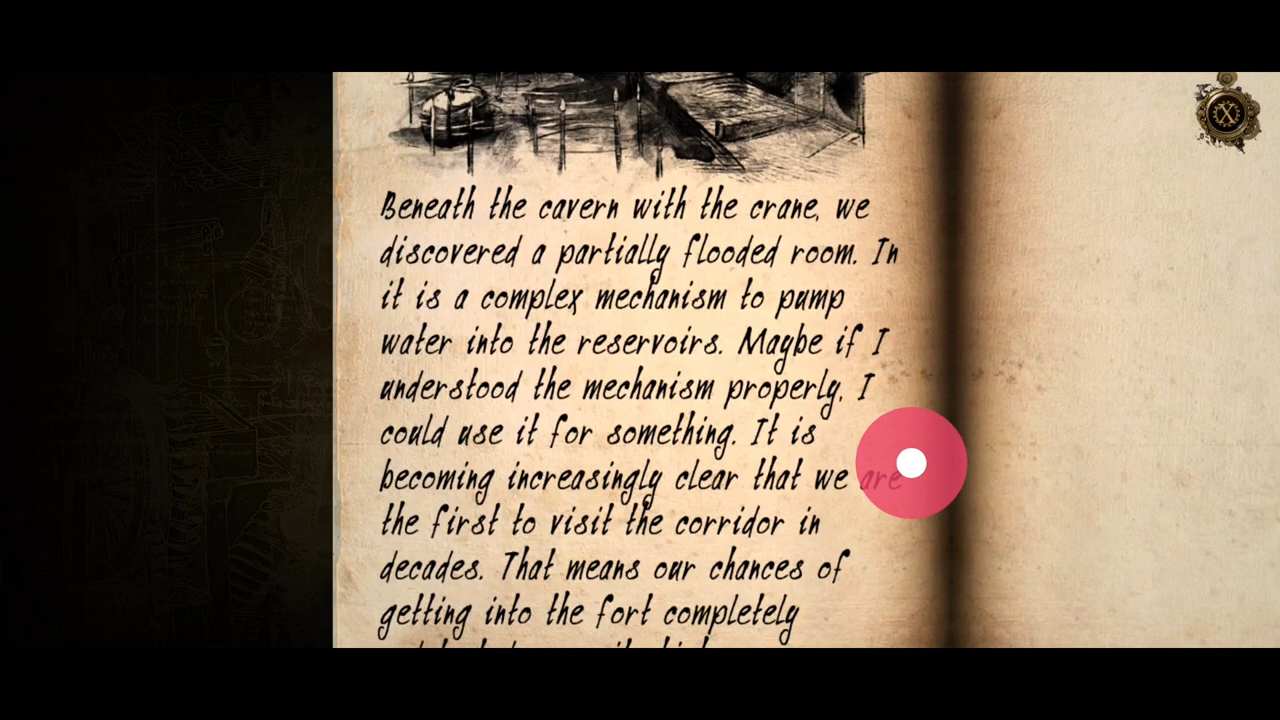 Beneath the cavern with the crane, we
discovered a partially flooded room. In
it is a complex mechanism to pump
water into the reservoirs. Maybe if I
understood the mechanism properly, I
could use it for something. It is
becoming increasingly clear that we are
the first to visit the corridor in
decades. That means our chances of
getting into the fort completely
X